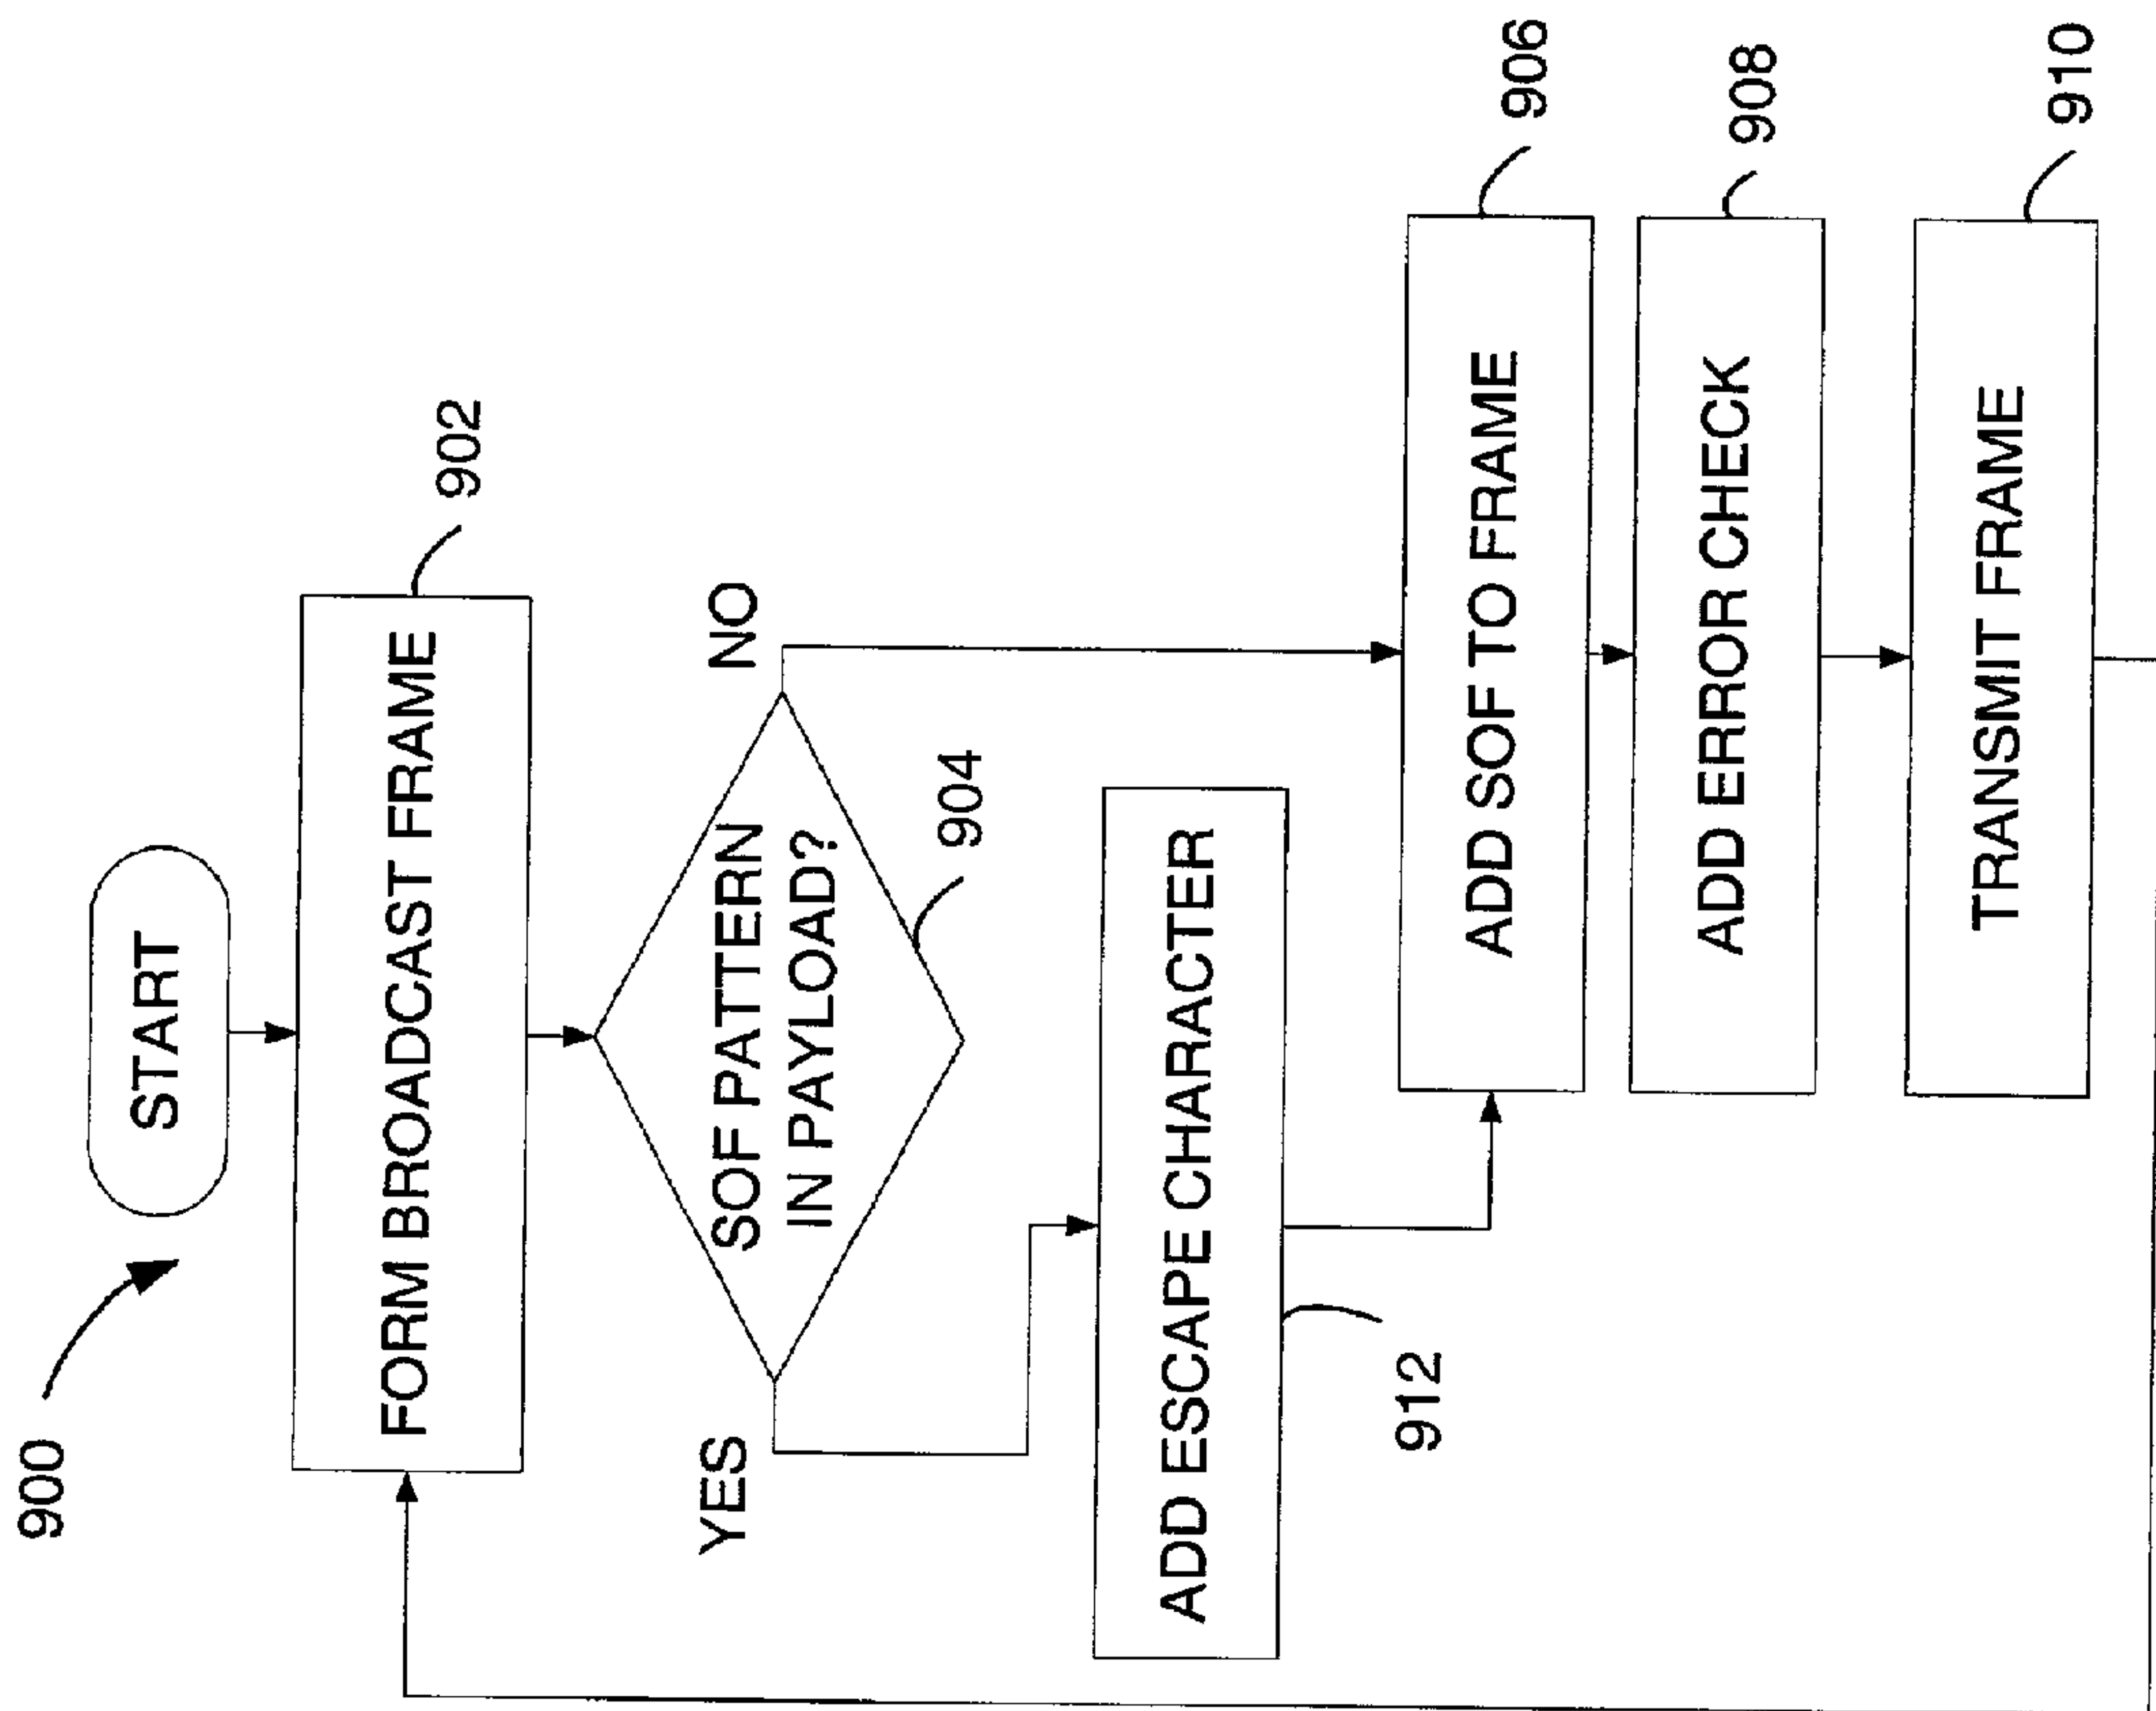 900
START
FORM BROADCAST FRAME
902
SOF PATTERN
IN PAYLOAD?
904
YES
NO
ADD ESCAPE CHARACTER
912
ADD SOF TO FRAME
906
ADD ERROR CHECK
908
TRANSMIT FRAME
910